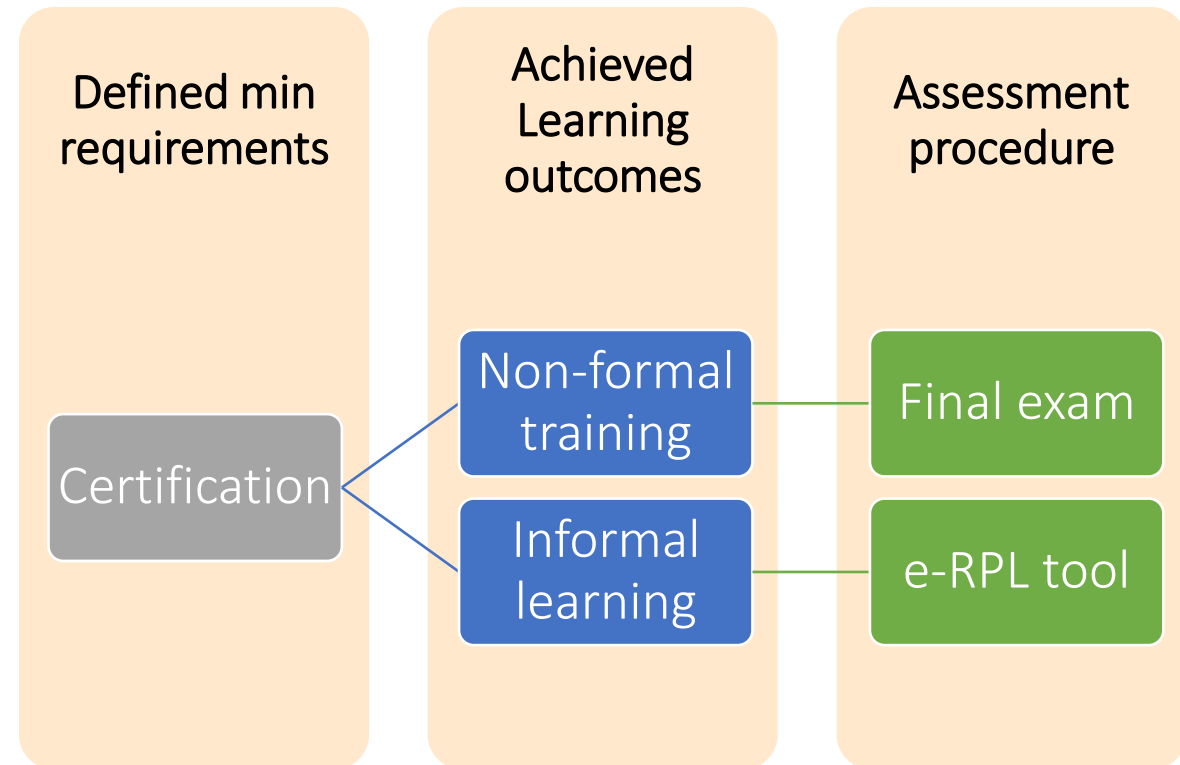 Defined min
requirements
Achieved
Learning
outcomes
Assessment
procedure
Certification
Non-formal
training
Informal
learning
Final exam
e-RPL tool